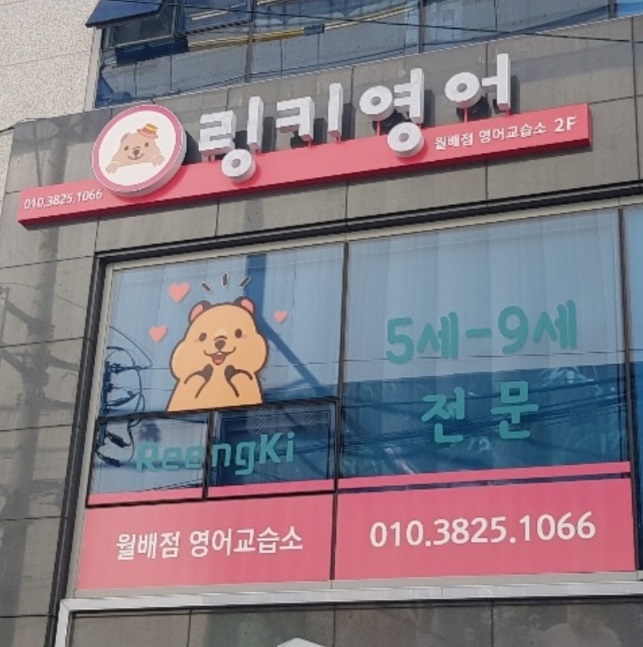 링키영어
010.3825.1066
월배점 영어교습소 2F
5세-9세
전문
ReengKi
월배점 영어교습소
010.3825.1066